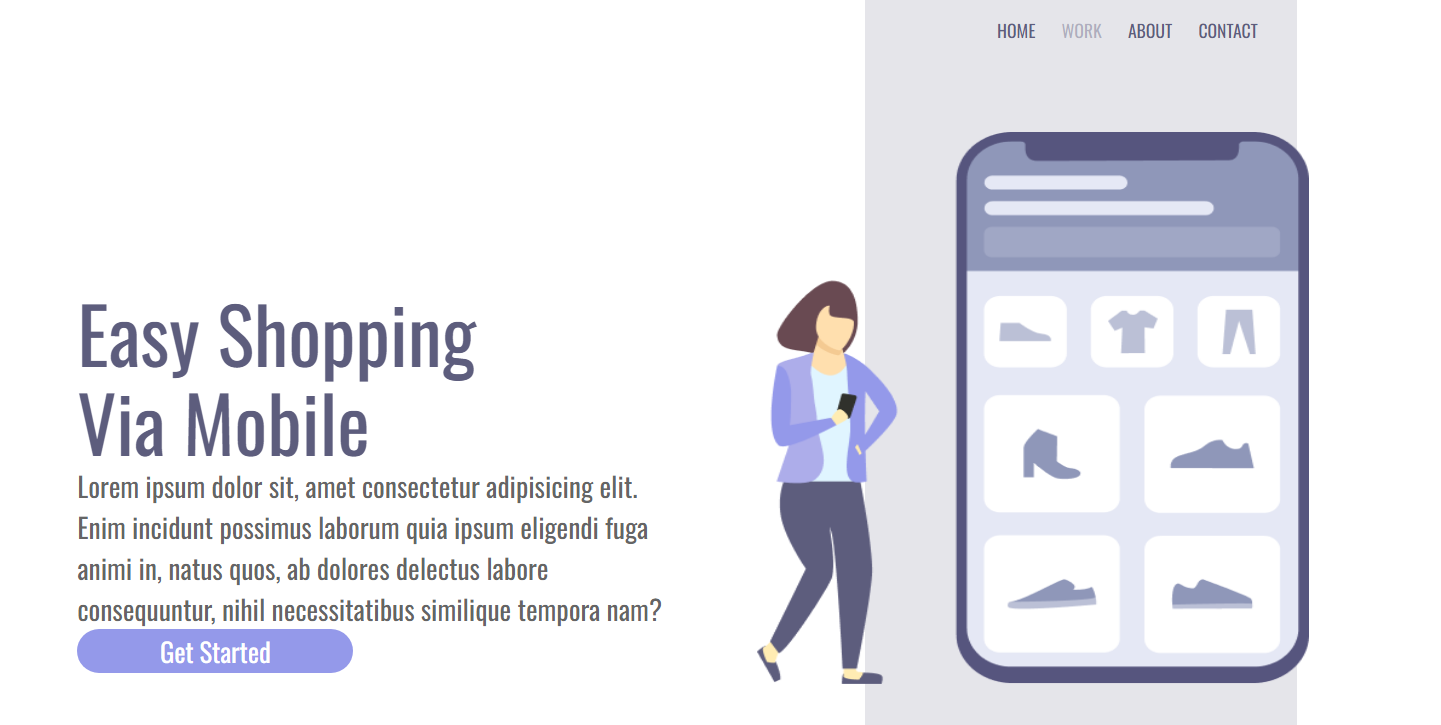 HOME WORK ABOUT CONTACT
Easy Shopping
Via Mobile
Lorem ipsum dolor sit, amet consectetur adipisicing elit.
Enim incidunt possimus laborum quia ipsum eligendi fuga
animi in, natus quos, ab dolores delectus labore
consequuntur, nihil necessitatibus similique tempora nam?
Get Started